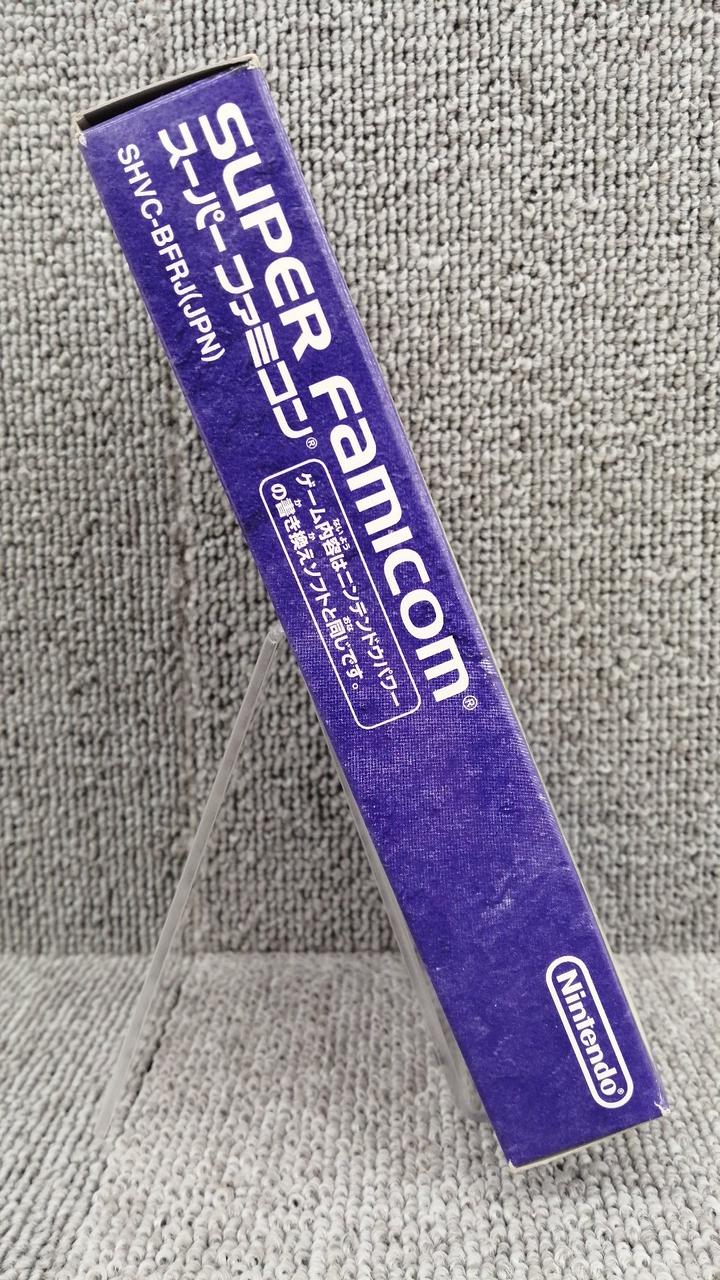 SUPER FAMICOM®
スーパーファミコン®
SHVC-BFRJ(JPN)
ゲーム内容はニンテンドウパワー
の書き換えソフトと同じです。
Nintendo®